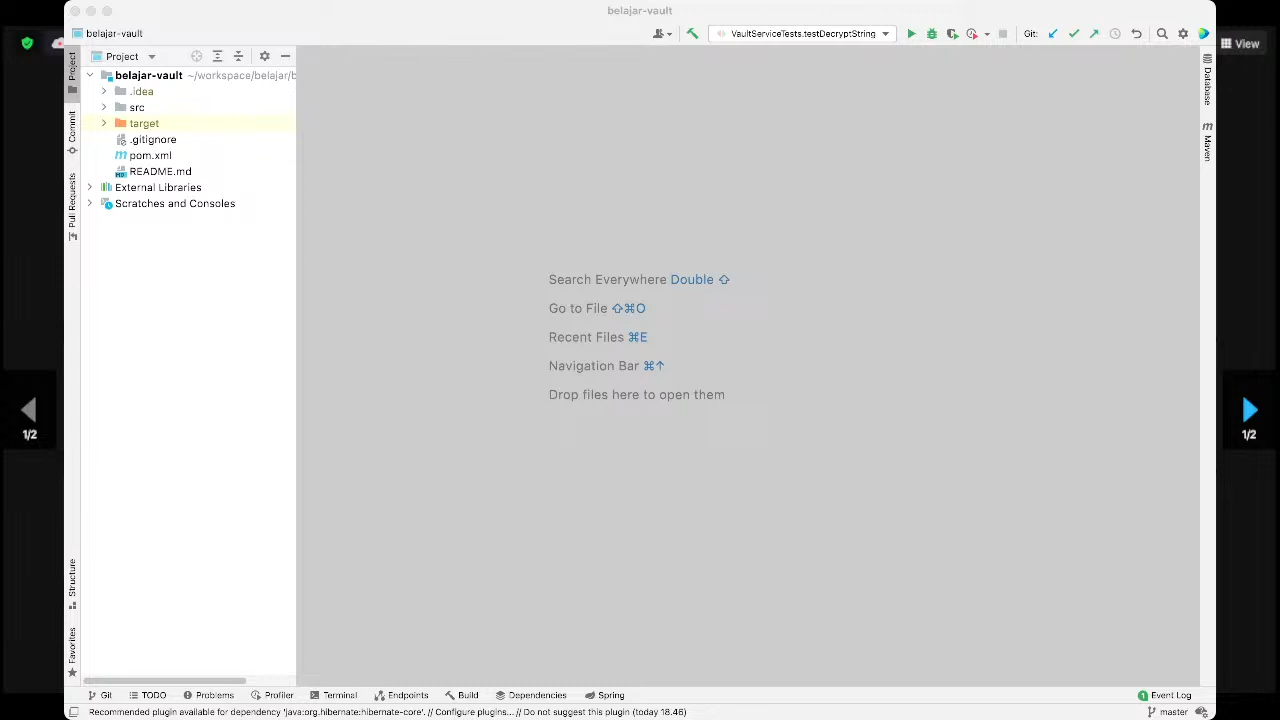 belajar-vault
belajar-vault
VaultServiceTests.testDecryptString
Git:
View
Project
belajar-vault ~/workspace/belajar/b
.idea
src
target
.gitignore
pom.xml
README.md
External Libraries
Scratches and Consoles
Project
Commit
Pull Requests
Structure
Favorites
Search Everywhere Double ⇧
Go to File ⇧⌘O
Recent Files ⌘E
Navigation Bar ⌘↑
Drop files here to open them
Database
Maven
1/2
1/2
Git
TODO
Problems
Profiler
Terminal
Endpoints
Build
Dependencies
Spring
1 Event Log
Recommended plugin available for dependency 'java:org.hibernate:hibernate-core'. // Configure plugins... // Do not suggest this plugin (today 18.46)
master